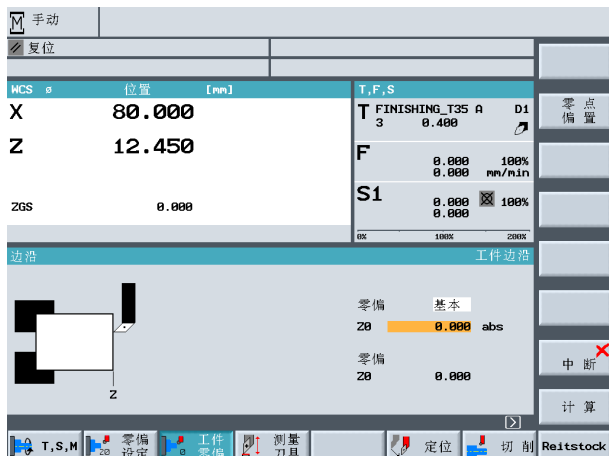 M 手动
复位
WCS ø 位置 [mm] T,F,S
X 80.000
T FINISHING_T35 A D1
3 0.400
零点
偏置
Z 12.450
F 0.000 100%
0.000 mm/min
S1 0.000 100%
0.000
ZGS 0.000
0% 100% 200%
边沿 工件边沿
零偏 基本
Z0 0.000 abs
零偏
Z0 0.000
Z
中断
计算
T,S,M
零偏
设定
工件
零偏
测量
刀具
定位
切削
Reitstock
Z0
0